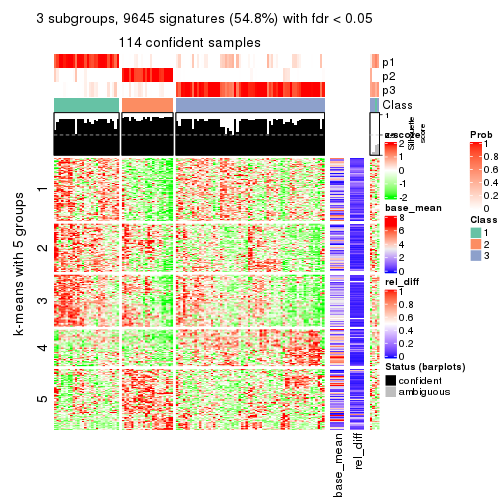 3 subgroups, 9645 signatures (54.8%) with fdr < 0.05
114 confident samples
p1
p2
p3
Class
1
Silhouette
score
k-means with 5 groups
1
2
3
4
5
base_mean
rel_diff
z-score
2
1
0
-1
-2
base_mean
8
6
4
2
0
rel_diff
1
0.8
0.6
0.4
0.2
0
Status (barplots)
confident
ambiguous
Prob
1
0.8
0.6
0.4
0.2
0
Class
1
2
3